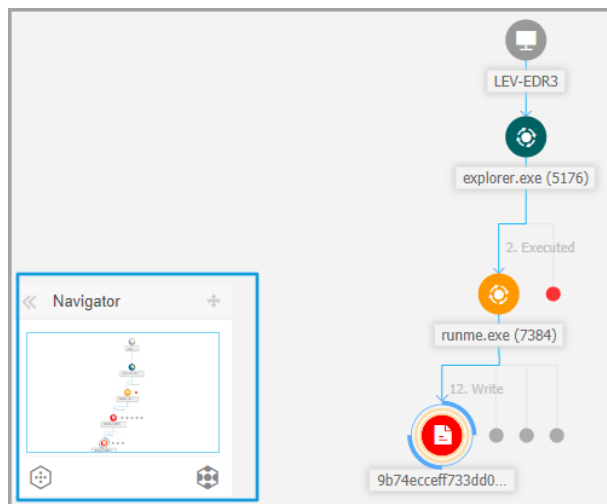 LEV-EDR3
explorer.exe (5176)
2. Executed
runme.exe (7384)
12. Write
9b74ecceff733dd0...
Navigator